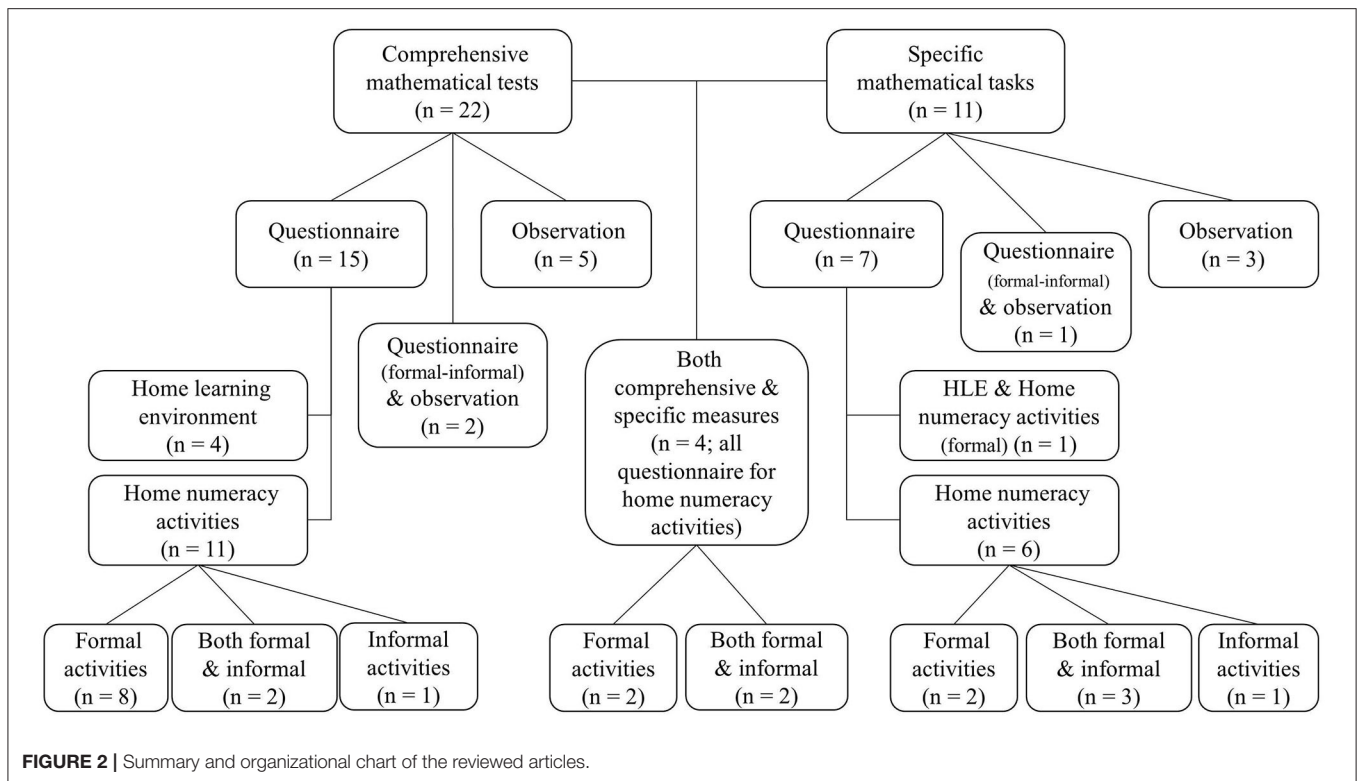 Comprehensive
mathematical tests
(n = 22)
Specific
mathematical tasks
(n = 11)
Questionnaire
(n = 15)
Questionnaire
(formal-informal)
& observation
(n = 2)
Observation
(n = 5)
Questionnaire
(n = 7)
Questionnaire
(formal-informal)
& observation
(n = 1)
Observation
(n = 3)
Home learning
environment
(n = 4)
Home numeracy
activities
(n = 11)
Both
comprehensive &
specific measures
(n = 4; all
questionnaire for
home numeracy
activities)
HLE & Home
numeracy activities
(formal) (n = 1)
Home numeracy
activities
(n = 6)
Formal
activities
(n = 8)
Both formal
& informal
(n = 2)
Informal
activities
(n = 1)
Formal
activities
(n = 2)
Both formal
& informal
(n = 2)
Formal
activities
(n = 2)
Both formal
& informal
(n = 3)
Informal
activities
(n = 1)
FIGURE 2 | Summary and organizational chart of the reviewed articles.